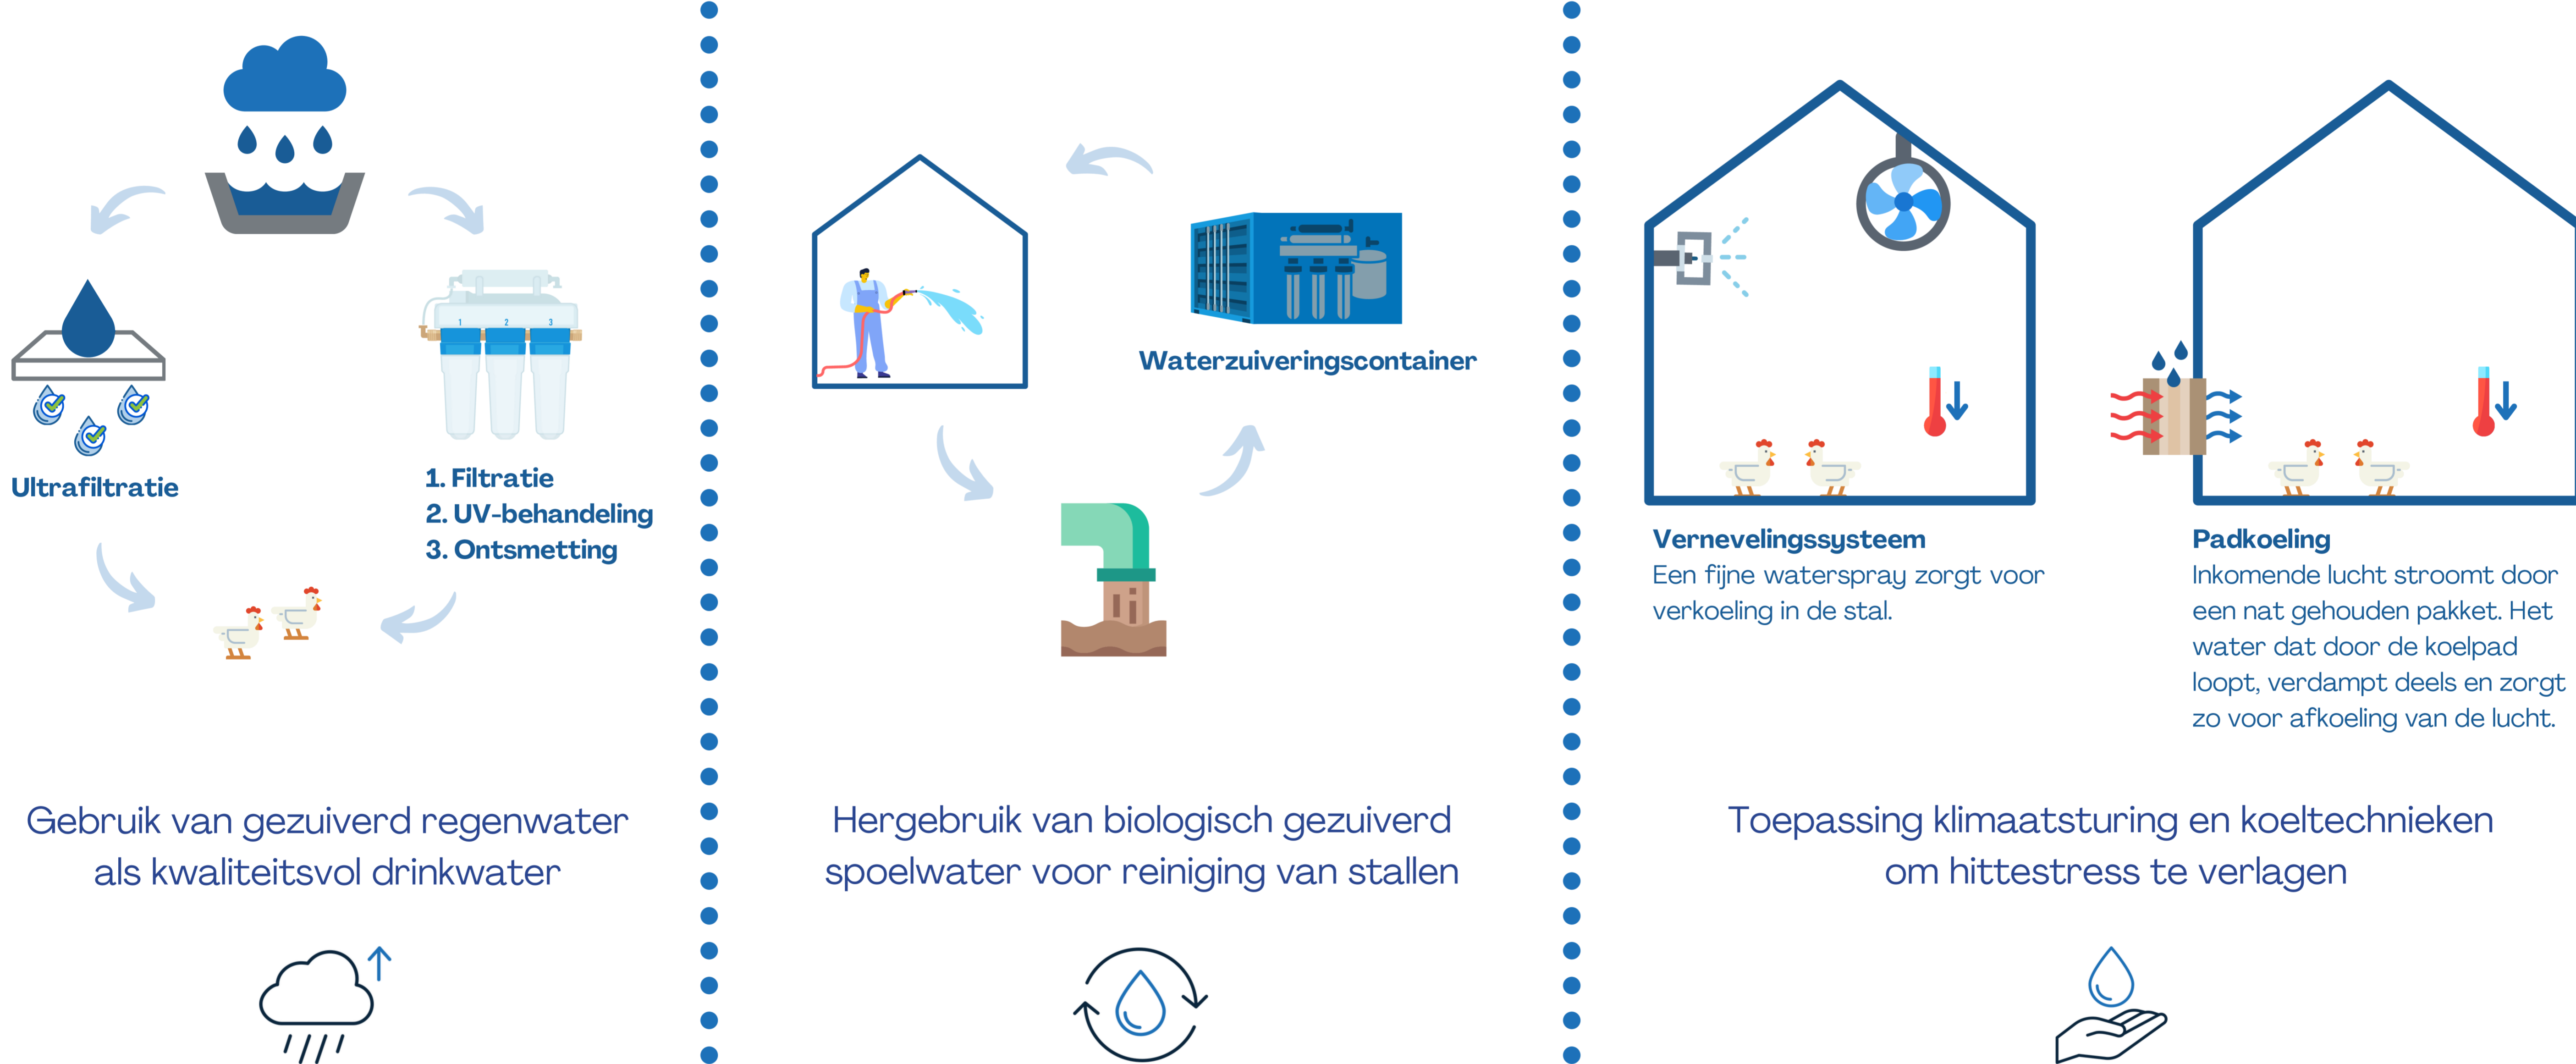 Ultrafiltratie
1 2 3
1. Filtratie
2. UV-behandeling
3. Ontsmetting
Gebruik van gezuiverd regenwater
als kwaliteitsvol drinkwater
Waterzuiveringscontainer
Hergebruik van biologisch gezuiverd
spoelwater voor reiniging van stallen
Vernevelingssysteem
Een fijne waterspray zorgt voor
verkoeling in de stal.
Padkoeling
Inkomende lucht stroomt door
een nat gehouden pakket. Het
water dat door de koelpad
loopt, verdampt deels en zorgt
zo voor afkoeling van de lucht.
Toepassing klimaatsturing en koeltechnieken
om hittestress te verlagen